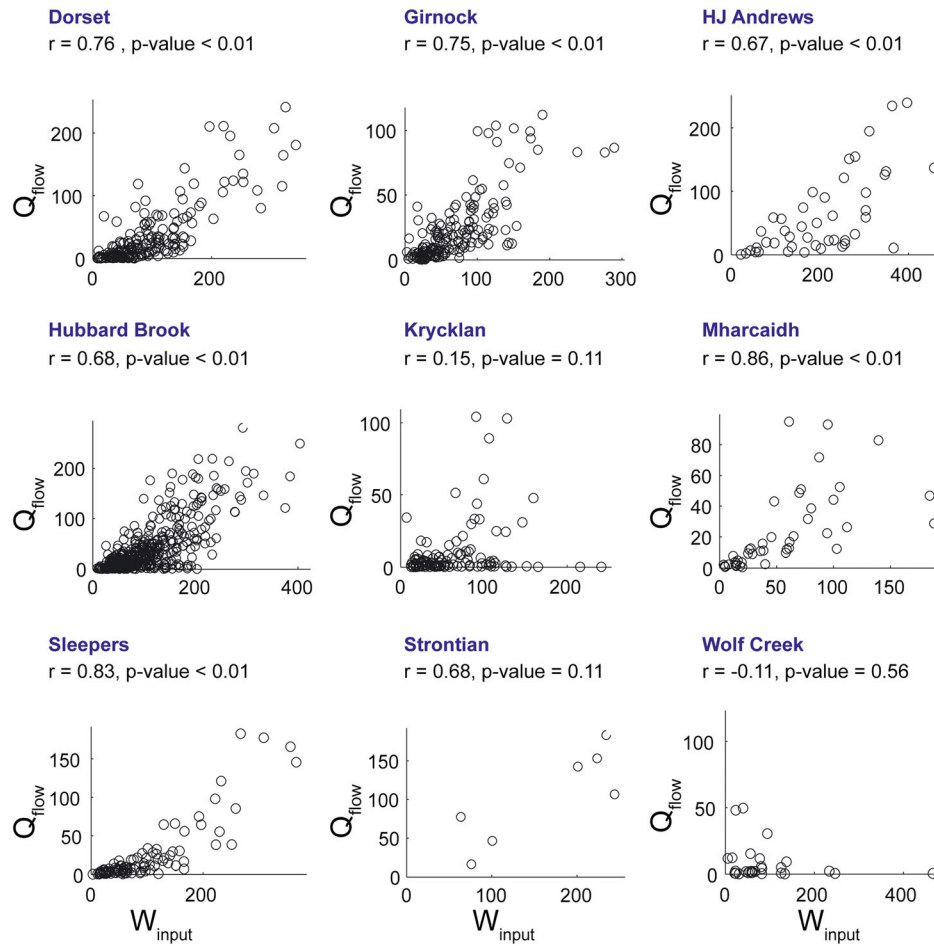 Dorset
r = 0.76 , p-value < 0.01
Girnock
r = 0.75, p-value < 0.01
HJ Andrews
r = 0.67, p-value < 0.01
200
100
0
Qflow
200
100
50
0
Qflow
0
100
200
300
200
100
0
Qflow
0
200
400
Hubbard Brook
r = 0.68, p-value < 0.01
Krycklan
r = 0.15, p-value = 0.11
Mharcaidh
r = 0.86, p-value < 0.01
200
100
0
Qflow
0
200
400
100
50
0
Qflow
0
100
200
80
60
40
20
0
Qflow
0
50
100
150
Sleepers
r = 0.83, p-value < 0.01
Strontian
r = 0.68, p-value = 0.11
Wolf Creek
r = -0.11, p-value = 0.56
150
100
50
0
Qflow
0
200
Winput
150
100
50
0
Qflow
0
100
200
100
50
0
Qflow
0
200
400
Winput